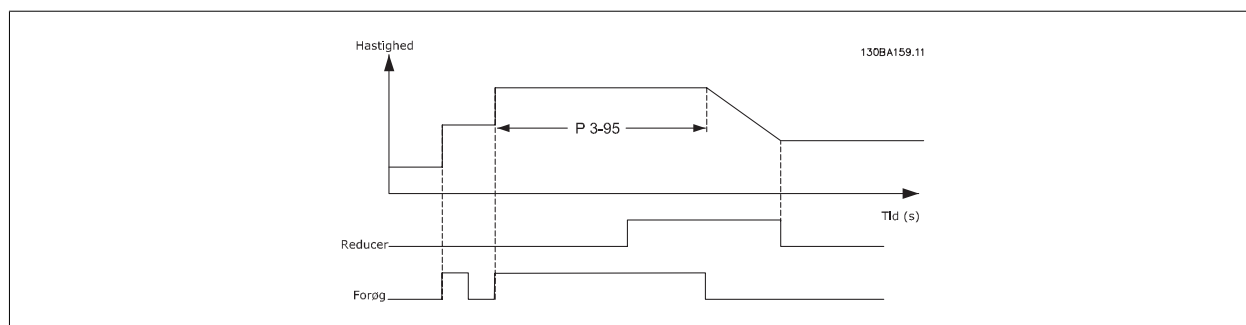 Hastighed
130BA159.11
P 3-95
Tid (s)
Reducer
Forøg